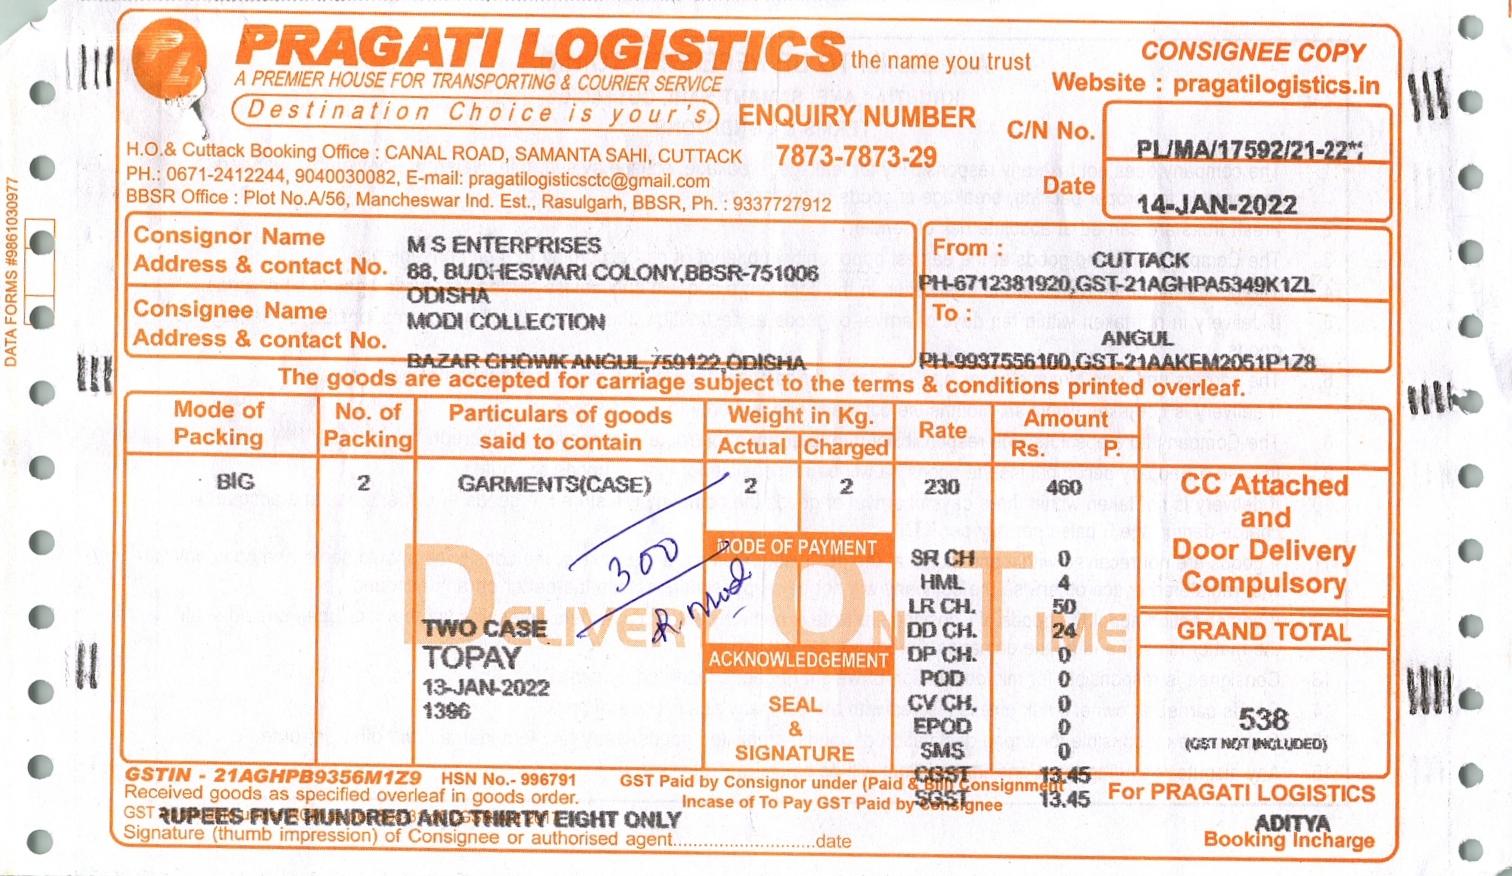 PRAGATI LOGISTICS the name you trust
A PREMIER HOUSE FOR TRANSPORTING & COURIER SERVICE
Destination Choice is your's
CONSIGNEE COPY
Website : pragatilogistics.in
ENQUIRY NUMBER
7873-7873-29
C/N No. PL/MA/17592/21-22*:
Date 14-JAN-2022
H.O.& Cuttack Booking Office : CANAL ROAD, SAMANTA SAHI, CUTTACK
PH.: 0671-2412244, 9040030082, E-mail: pragatilogisticsctc@gmail.com
BBSR Office : Plot No.A/56, Mancheswar Ind. Est., Rasulgarh, BBSR, Ph. : 9337727912
DATA FORMS #9861030977
Consignor Name M S ENTERPRISES
Address & contact No. 88, BUDHESWARI COLONY,BBSR-751006
ODISHA
From :
CUTTACK
PH-6712381920,GST-21AGHPA5349K1ZL
Consignee Name MODI COLLECTION
Address & contact No.
BAZAR CHOWK ANGUL,759122,ODISHA
To :
ANGUL
PH-9937556100,GST-21AAKFM2051P1Z8
The goods are accepted for carriage subject to the terms & conditions printed overleaf.
Mode of Packing
No. of Packing
Particulars of goods said to contain
Weight in Kg.
Actual Charged
Rate
Amount
Rs. P.
BIG 2 GARMENTS(CASE) 2 2 230 460
CC Attached
and
Door Delivery
Compulsory
300
R Modi
DELIVERY ON TIME
MODE OF PAYMENT
SR CH 0
HML 4
LR CH. 50
DD CH. 24
DP CH. 0
POD 0
CV CH. 0
EPOD 0
SMS 0
CGST 13.45
SGST 13.45
TWO CASE
TOPAY
13-JAN-2022
1396
ACKNOWLEDGEMENT
SEAL
&
SIGNATURE
GRAND TOTAL
538
(GST NOT INCLUDED)
GSTIN - 21AGHPB9356M1Z9 HSN No.- 996791
GST Paid by Consignor under (Paid & Bill) Consignment
Incase of To Pay GST Paid by Consignee
Received goods as specified overleaf in goods order.
RUPEES FIVE HUNDRED AND THIRTY EIGHT ONLY
Signature (thumb impression) of Consignee or authorised agent............................date
For PRAGATI LOGISTICS
ADITYA
Booking Incharge